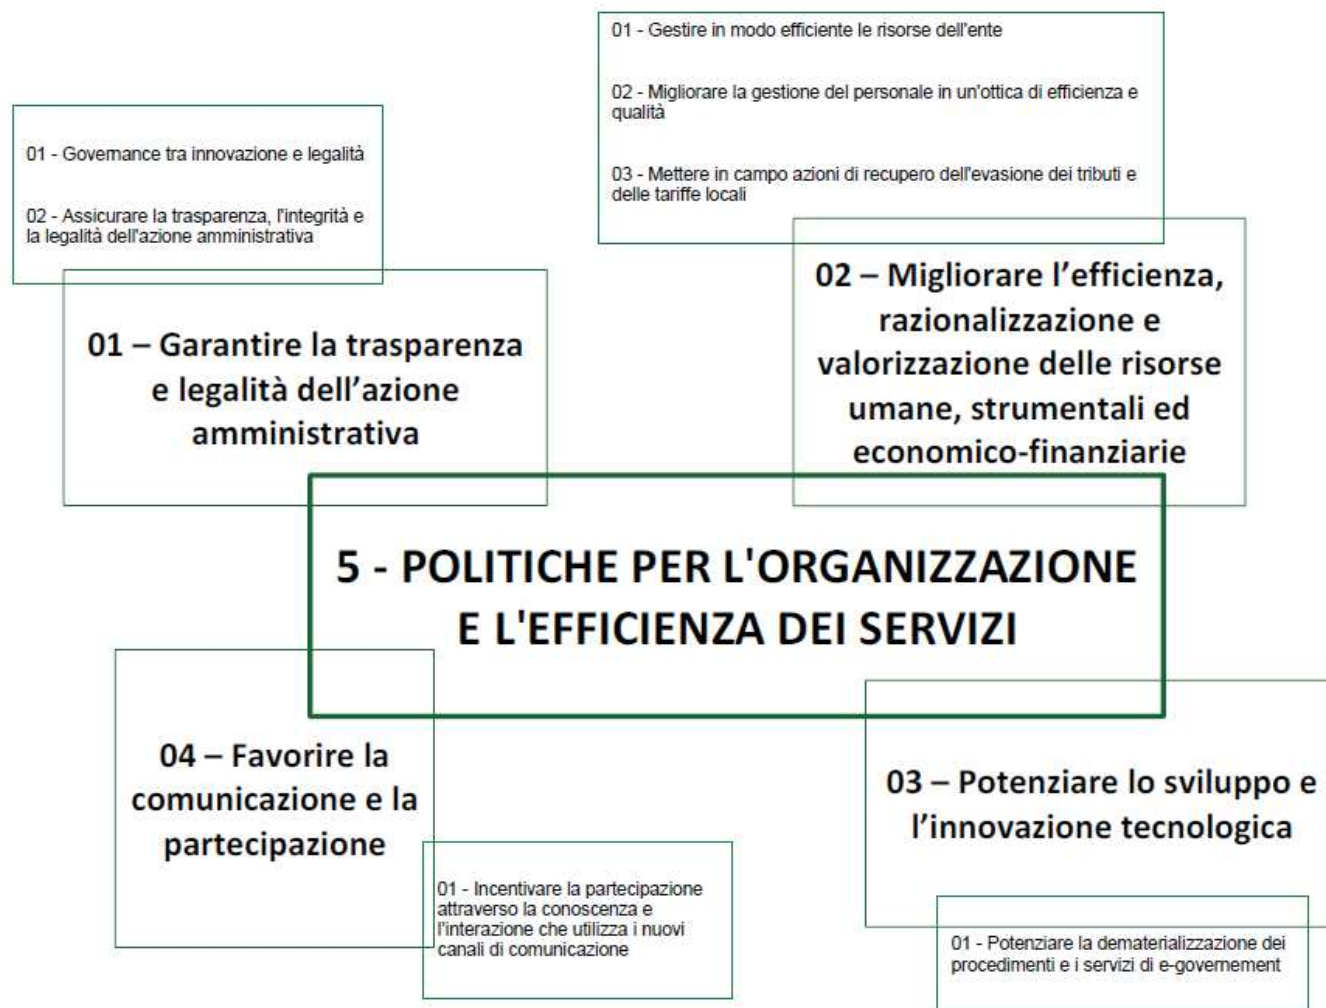 01 - Gestire in modo efficiente le risorse dell'ente
02 - Migliorare la gestione del personale in un'ottica di efficienza e
qualità
03 - Mettere in campo azioni di recupero dell'evasione dei tributi e
delle tariffe locali
01 - Governance tra innovazione e legalità
02 - Assicurare la trasparenza, l'integrità e
la legalità dell'azione amministrativa
02 – Migliorare l’efficienza,
razionalizzazione e
valorizzazione delle risorse
umane, strumentali ed
economico-finanziarie
01 – Garantire la trasparenza
e legalità dell’azione
amministrativa
5 - POLITICHE PER L'ORGANIZZAZIONE
E L'EFFICIENZA DEI SERVIZI
04 – Favorire la
comunicazione e la
partecipazione
03 – Potenziare lo sviluppo e
l’innovazione tecnologica
01 - Incentivare la partecipazione
attraverso la conoscenza e
l'interazione che utilizza i nuovi
canali di comunicazione
01 - Potenziare la dematerializzazione dei
procedimenti e i servizi di e-governement